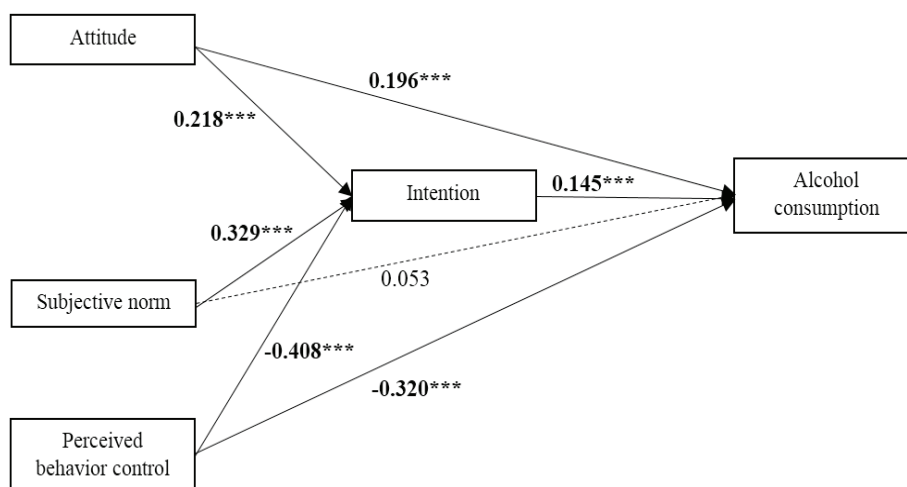 Attitude
0.196***
0.218***
Intention
0.145***
Alcohol
consumption
0.329***
0.053
Subjective norm
-0.408***
-0.320***
Perceived
behavior control